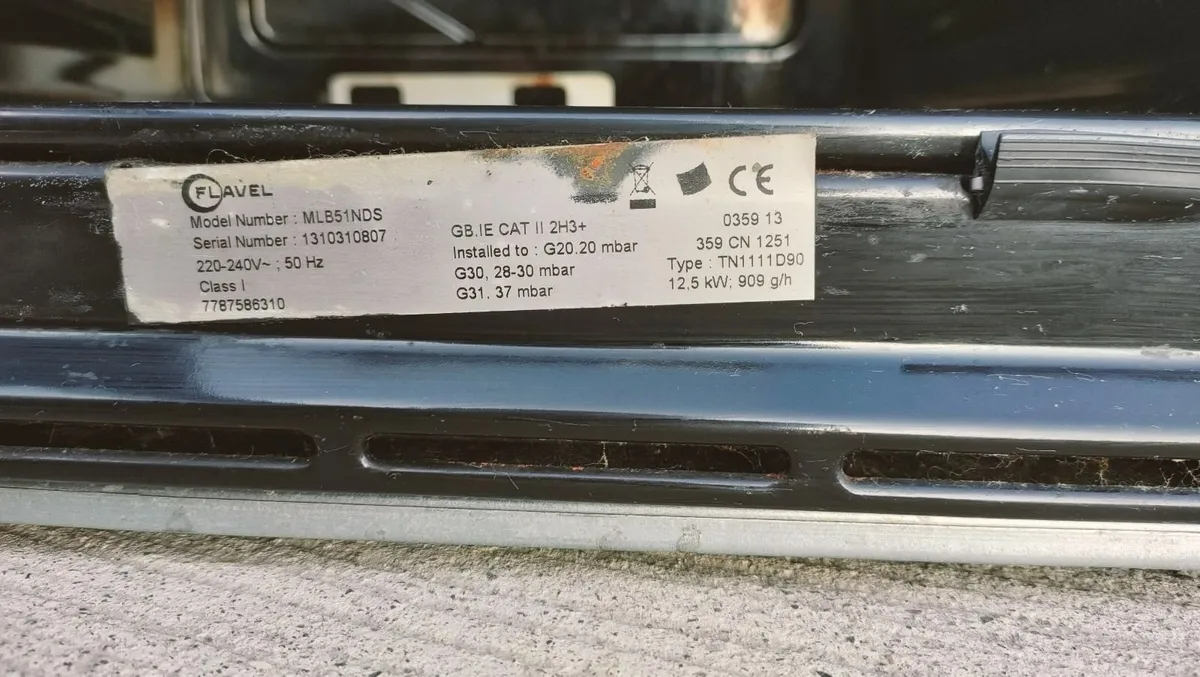 FLAVEL
Model Number : MLB51NDS
Serial Number : 1310310807
220-240V~ ; 50 Hz
Class I
7787586310
GB.IE CAT II 2H3+
Installed to : G20.20 mbar
G30, 28-30 mbar
G31. 37 mbar
CE
0359 13
359 CN 1251
Type : TN1111D90
12,5 kW; 909 g/h